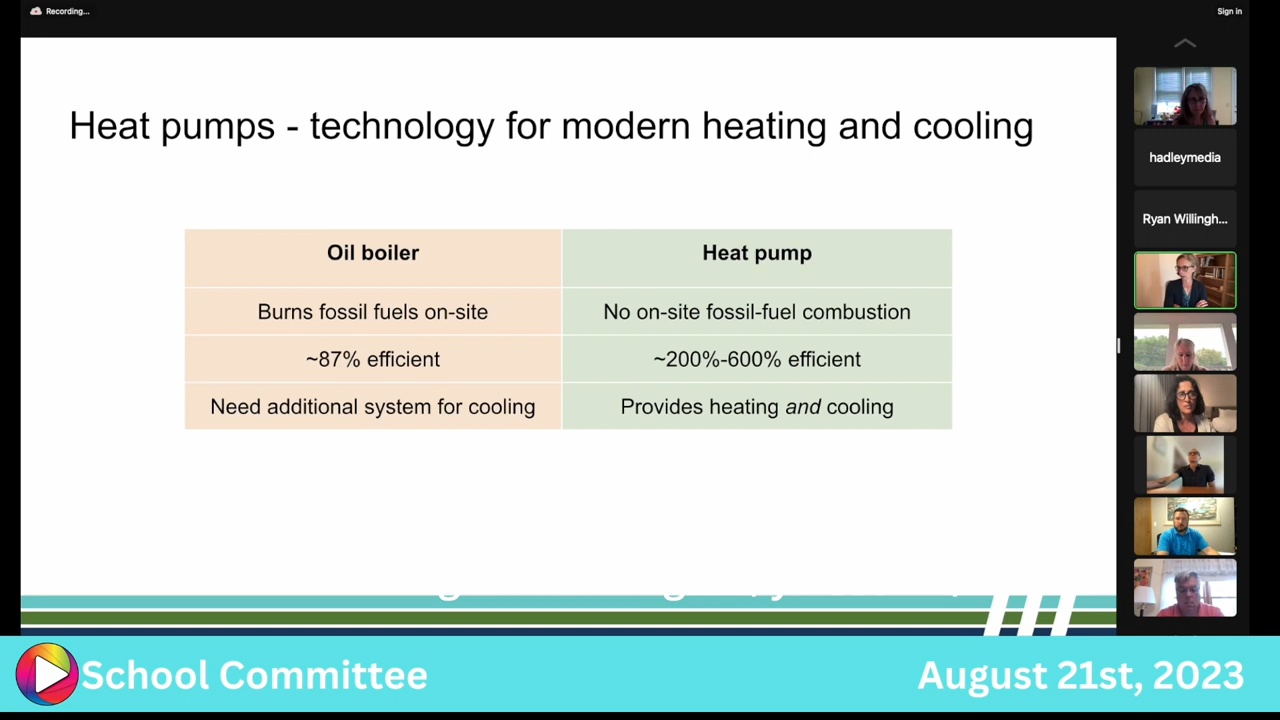 Recording...
Sign in
Heat pumps - technology for modern heating and cooling
Oil boiler
Heat pump
Burns fossil fuels on-site
No on-site fossil-fuel combustion
~87% efficient
~200%-600% efficient
Need additional system for cooling
Provides heating and cooling
hadleymedia
Ryan Willingh...
School Committee
August 21st, 2023